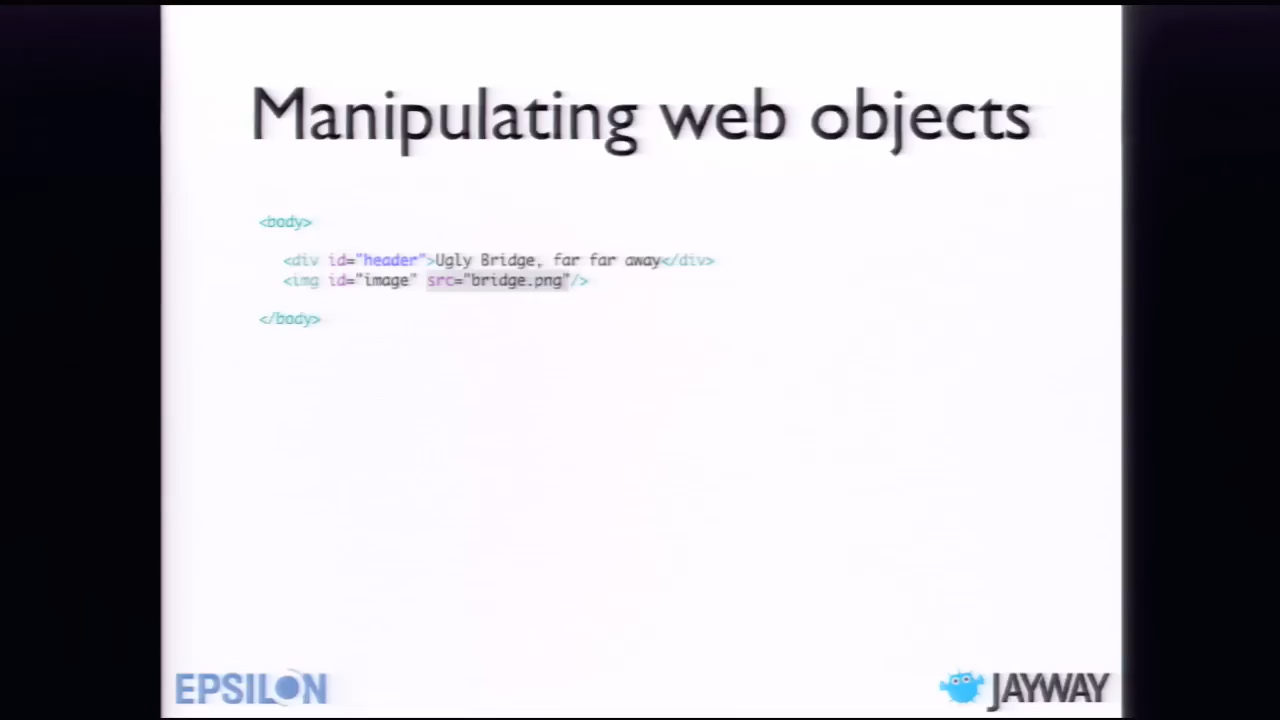 Manipulating web objects
<body>
<div id="header">Ugly Bridge, far far away</div>
<img id="image" src="bridge.png"/>
</body>
EPSILON
JAYWAY